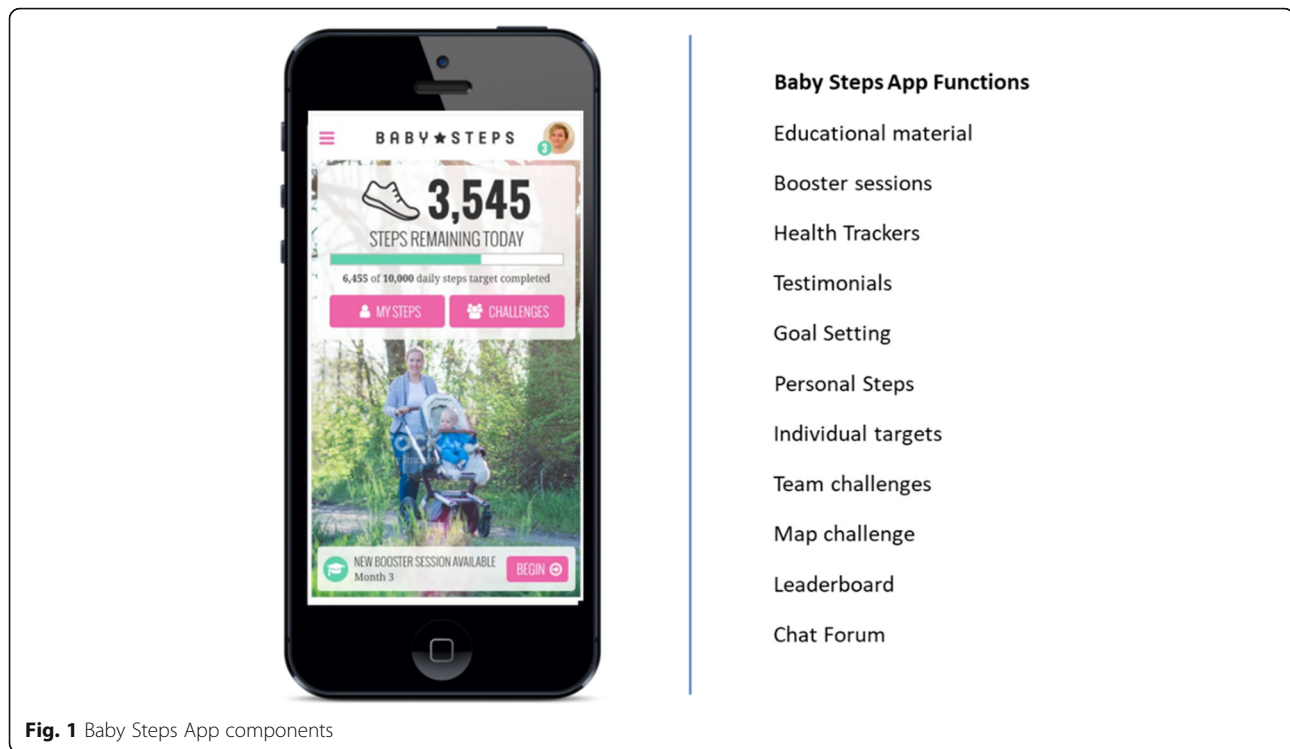 BABY★STEPS
3
3,545
STEPS REMAINING TODAY
6,455 of 10,000 daily steps target completed
MY STEPS
CHALLENGES
NEW BOOSTER SESSION AVAILABLE
Month 3
BEGIN
Baby Steps App Functions
Educational material
Booster sessions
Health Trackers
Testimonials
Goal Setting
Personal Steps
Individual targets
Team challenges
Map challenge
Leaderboard
Chat Forum
Fig. 1 Baby Steps App components